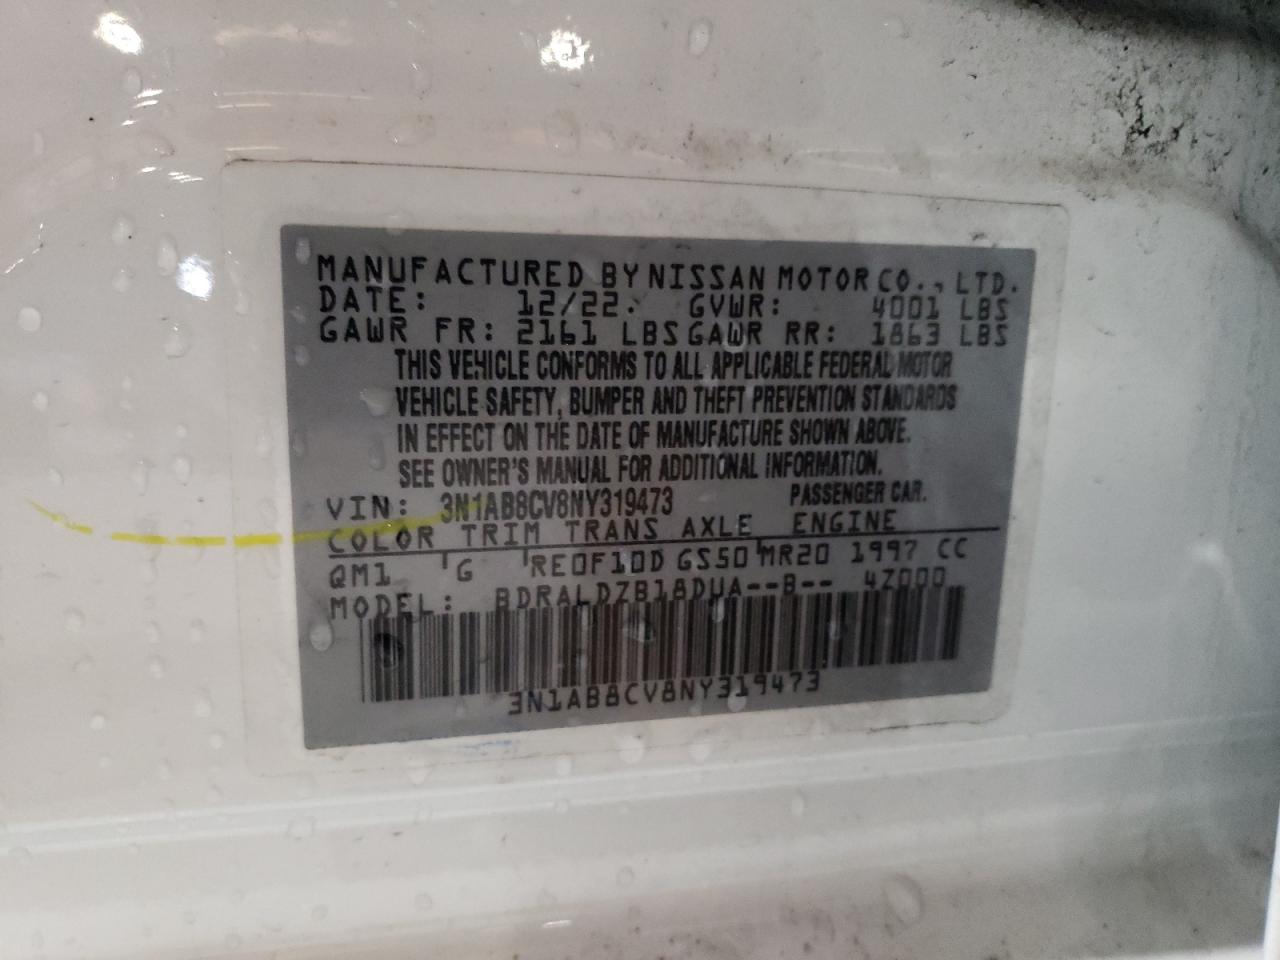 MANUFACTURED BY NISSAN MOTOR CO., LTD.
DATE: 12/22. GVWR: 4001 LBS
GAWR FR: 2161 LBS GAWR RR: 1863 LBS
THIS VEHICLE CONFORMS TO ALL APPLICABLE FEDERAL MOTOR
VEHICLE SAFETY, BUMPER AND THEFT PREVENTION STANDARDS
IN EFFECT ON THE DATE OF MANUFACTURE SHOWN ABOVE.
SEE OWNER'S MANUAL FOR ADDITIONAL INFORMATION.
VIN: 3N1AB8CV8NY319473 PASSENGER CAR.
COLOR TRIM TRANS AXLE ENGINE
QM1 G RE0F10D GS50 MR20 1997 CC
MODEL: BDRALDZB18DUA--B-- 4Z000
3N1AB8CV8NY319473